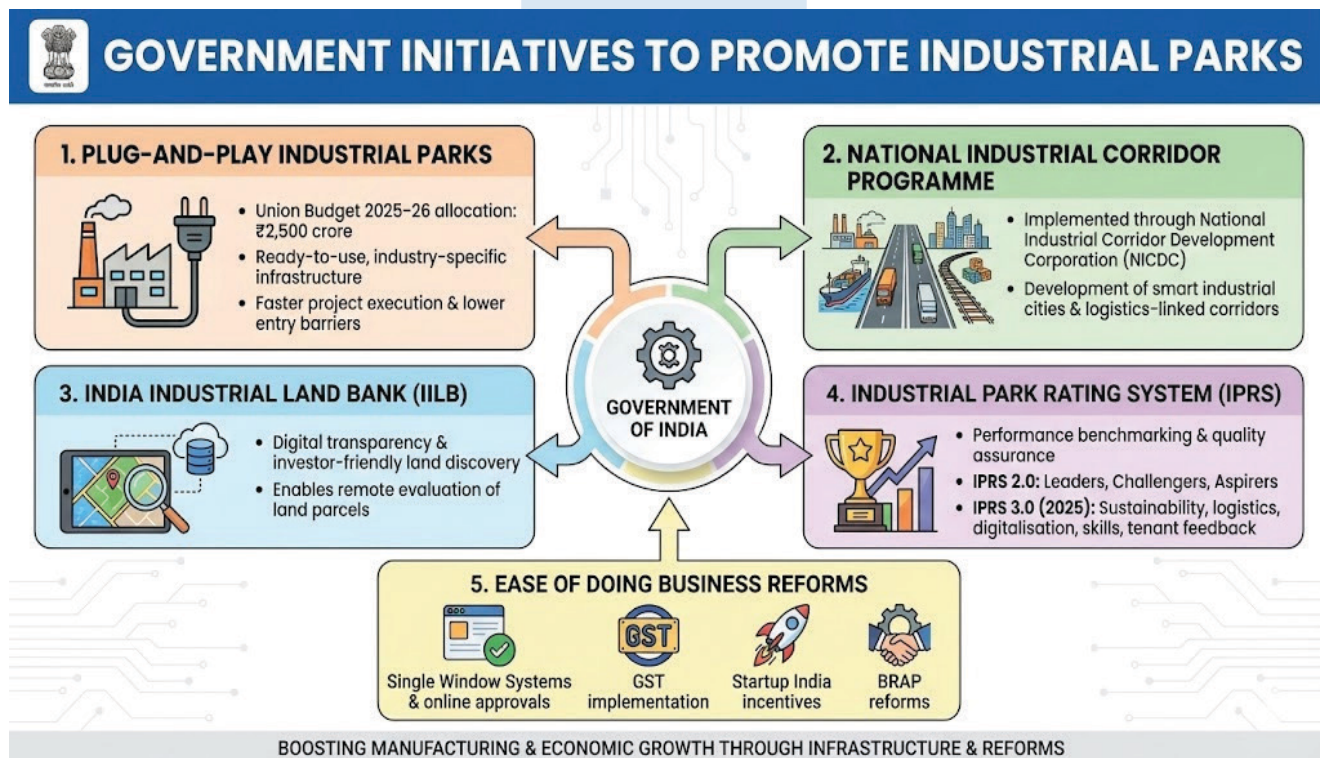 GOVERNMENT INITIATIVES TO PROMOTE INDUSTRIAL PARKS
1. PLUG-AND-PLAY INDUSTRIAL PARKS
• Union Budget 2025-26 allocation:
₹2,500 crore
• Ready-to-use, industry-specific
infrastructure
• Faster project execution & lower
entry barriers
2. NATIONAL INDUSTRIAL CORRIDOR
PROGRAMME
• Implemented through National
Industrial Corridor Development
Corporation (NICDC)
• Development of smart industrial
cities & logistics-linked corridors
GOVERNMENT
OF INDIA
3. INDIA INDUSTRIAL LAND BANK (IILB)
• Digital transparency &
investor-friendly land discovery
• Enables remote evaluation of
land parcels
4. INDUSTRIAL PARK RATING SYSTEM (IPRS)
• Performance benchmarking & quality
assurance
• IPRS 2.0: Leaders, Challengers, Aspirers
• IPRS 3.0 (2025): Sustainability, logistics,
digitalisation, skills, tenant feedback
5. EASE OF DOING BUSINESS REFORMS
Single Window Systems
& online approvals
GST
GST
implementation
Startup India
incentives
BRAP
reforms
BOOSTING MANUFACTURING & ECONOMIC GROWTH THROUGH INFRASTRUCTURE & REFORMS